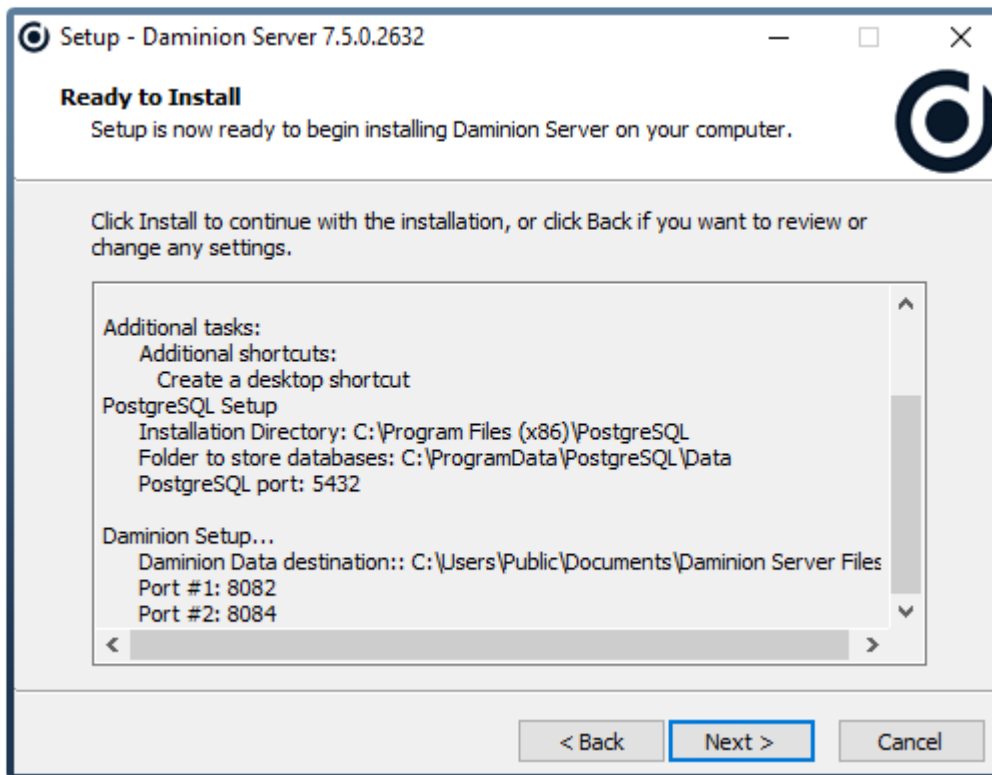 Setup - Daminion Server 7.5.0.2632
Ready to Install
Setup is now ready to begin installing Daminion Server on your computer.
Click Install to continue with the installation, or click Back if you want to review or
change any settings.
Additional tasks:
Additional shortcuts:
Create a desktop shortcut
PostgreSQL Setup
Installation Directory: C:\Program Files (x86)\PostgreSQL
Folder to store databases: C:\ProgramData\PostgreSQL\Data
PostgreSQL port: 5432
Daminion Setup...
Daminion Data destination:: C:\Users\Public\Documents\Daminion Server Files
Port #1: 8082
Port #2: 8084
< Back Next > Cancel